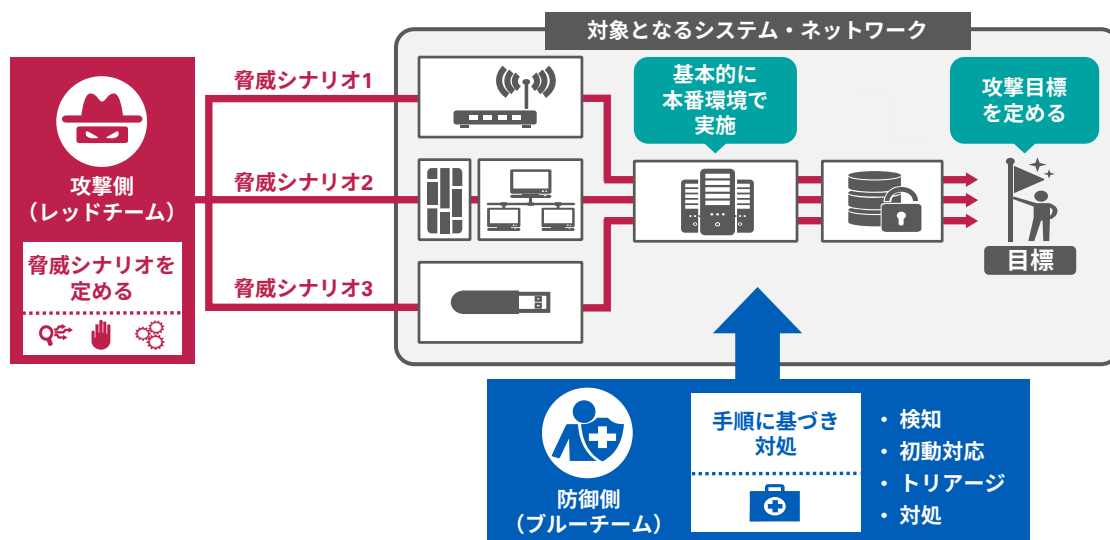 対象となるシステム・ネットワーク
攻撃側
（レッドチーム）
脅威シナリオを
定める
脅威シナリオ1
脅威シナリオ2
脅威シナリオ3
基本的に
本番環境で
実施
攻撃目標
を定める
目標
防御側
（ブルーチーム）
手順に基づき
対処
・ 検知
・ 初動対応
・ トリアージ
・ 対処